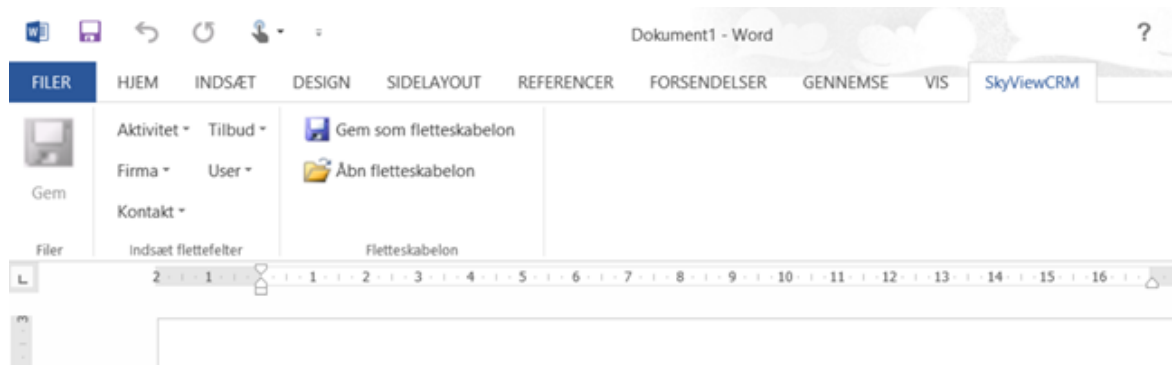 Dokument1 - Word ?
FILER HJEM INDSÆT DESIGN SIDELAYOUT REFERENCER FORSENDELSER GENNEMSE VIS SkyViewCRM
Aktivitet Tilbud Gem som fletteskabelon
Firma User Åbn fletteskabelon
Gem
Kontakt
Filer Indsæt flettefelter Fletteskabelon
L 2 1 1 2 3 4 5 6 7 8 9 10 11 12 13 14 15 16
3